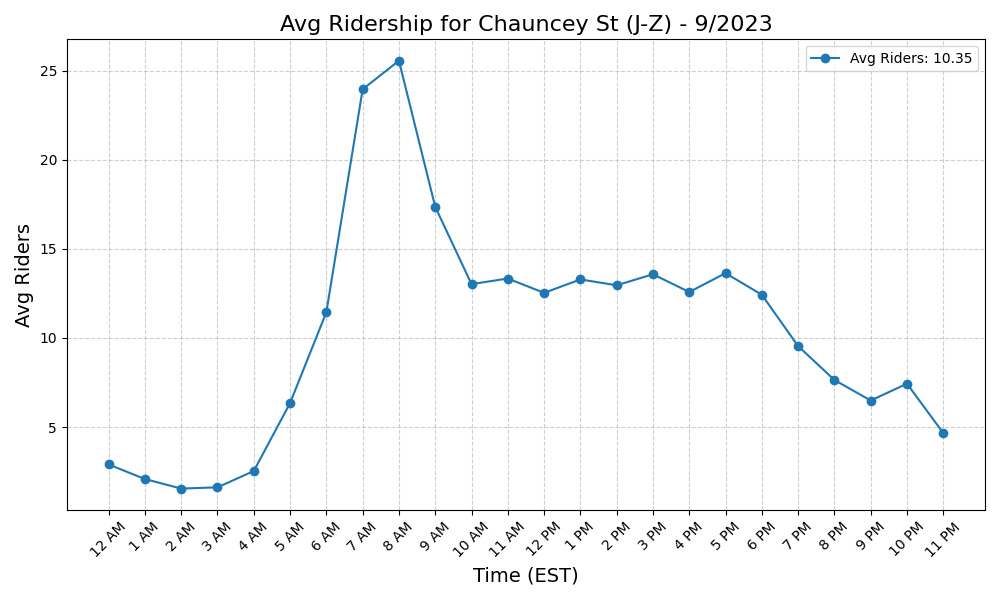 Avg Ridership for Chauncey St (J-Z) - 9/2023
Avg Riders: 10.35
Avg Riders
25
20
15
10
5
12 AM
1 AM
2 AM
3 AM
4 AM
5 AM
6 AM
7 AM
8 AM
9 AM
10 AM
11 AM
12 PM
1 PM
2 PM
3 PM
4 PM
5 PM
6 PM
7 PM
8 PM
9 PM
10 PM
11 PM
Time (EST)